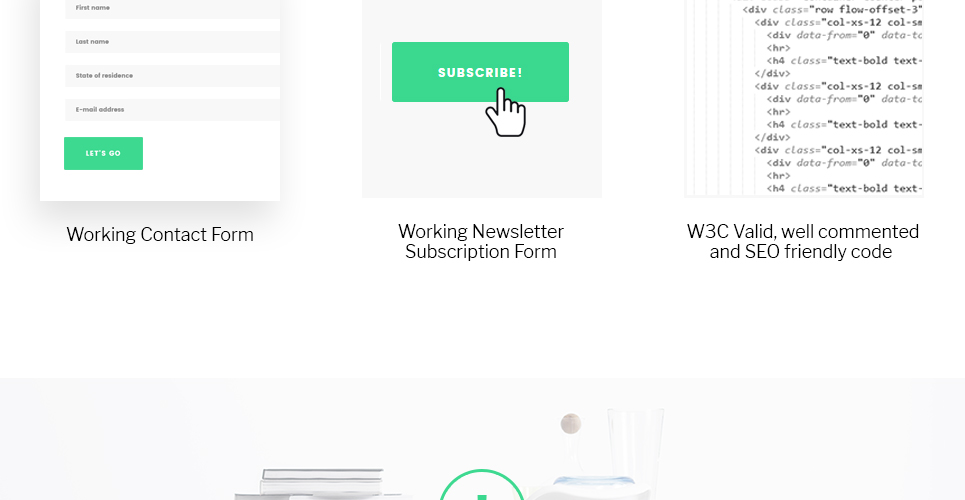 First name
Last name
State of residence
E-mail address
LET'S GO
Working Contact Form
SUBSCRIBE!
Working Newsletter
Subscription Form
<div class="row flow-offset-3"
<div class="col-xs-12 col-sm
<div data-from="0" data-to
<hr>
<h4 class="text-bold text-
</div>
<div class="col-xs-12 col-sm
<div data-from="0" data-to
<hr>
<h4 class="text-bold text-
</div>
<div class="col-xs-12 col-sm
<div data-from="0" data-to
<hr>
<h4 class="text-bold text-
W3C Valid, well commented
and SEO friendly code